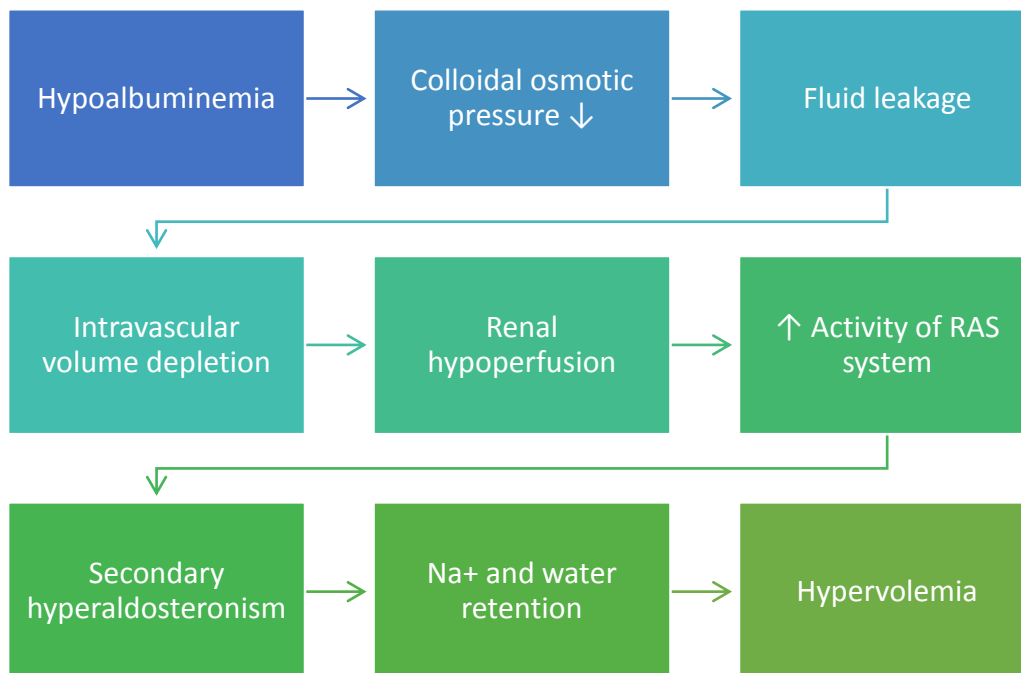 Hypoalbuminemia
Colloidal osmotic
pressure ↓
Fluid leakage
Intravascular
volume depletion
Renal
hypoperfusion
↑ Activity of RAS
system
Secondary
hyperaldosteronism
Na+ and water
retention
Hypervolemia